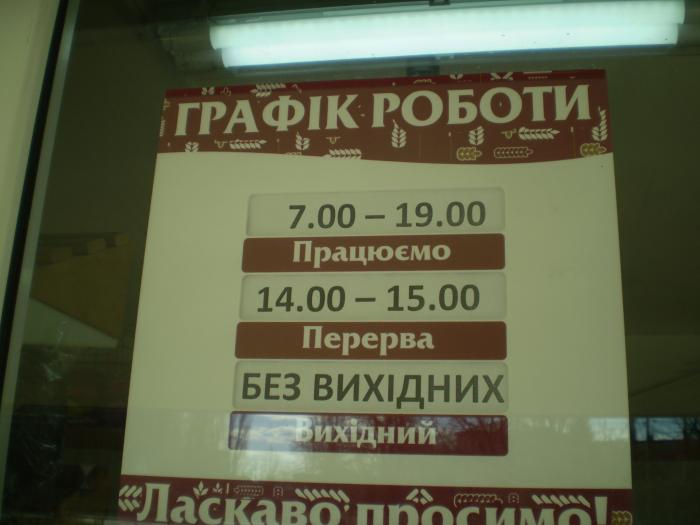 ГРАФІК РОБОТИ
7.00 – 19.00
Працюємо
14.00 – 15.00
Перерва
БЕЗ ВИХІДНИХ
Вихідний
Ласкаво просимо!